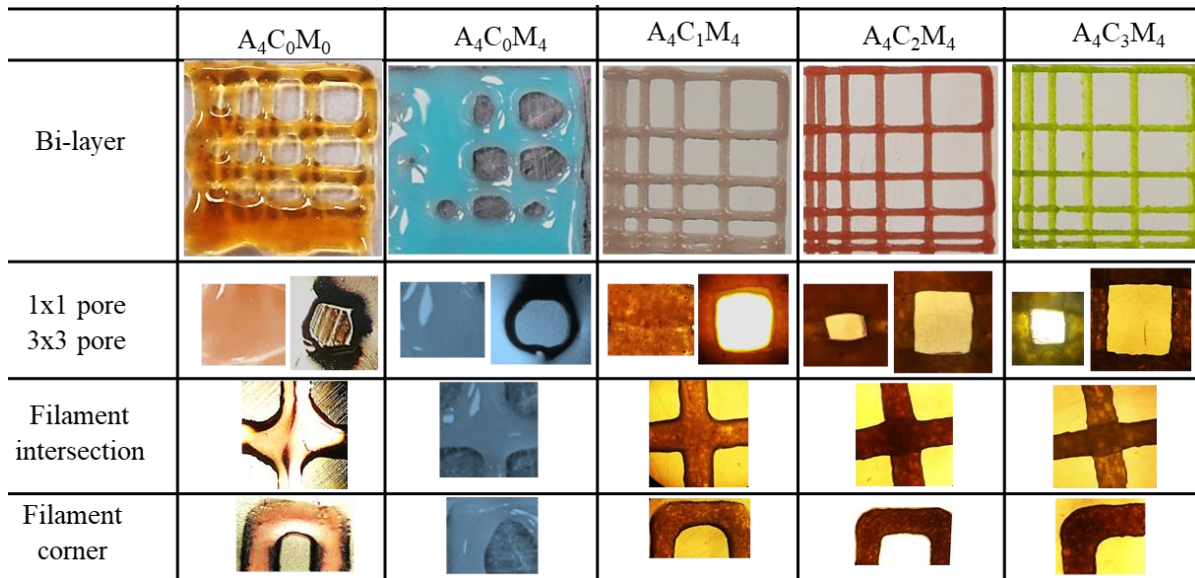 A₄C₀M₀ A₄C₀M₄ A₄C₁M₄ A₄C₂M₄ A₄C₃M₄
Bi-layer
1x1 pore
3x3 pore
Filament
intersection
Filament
corner